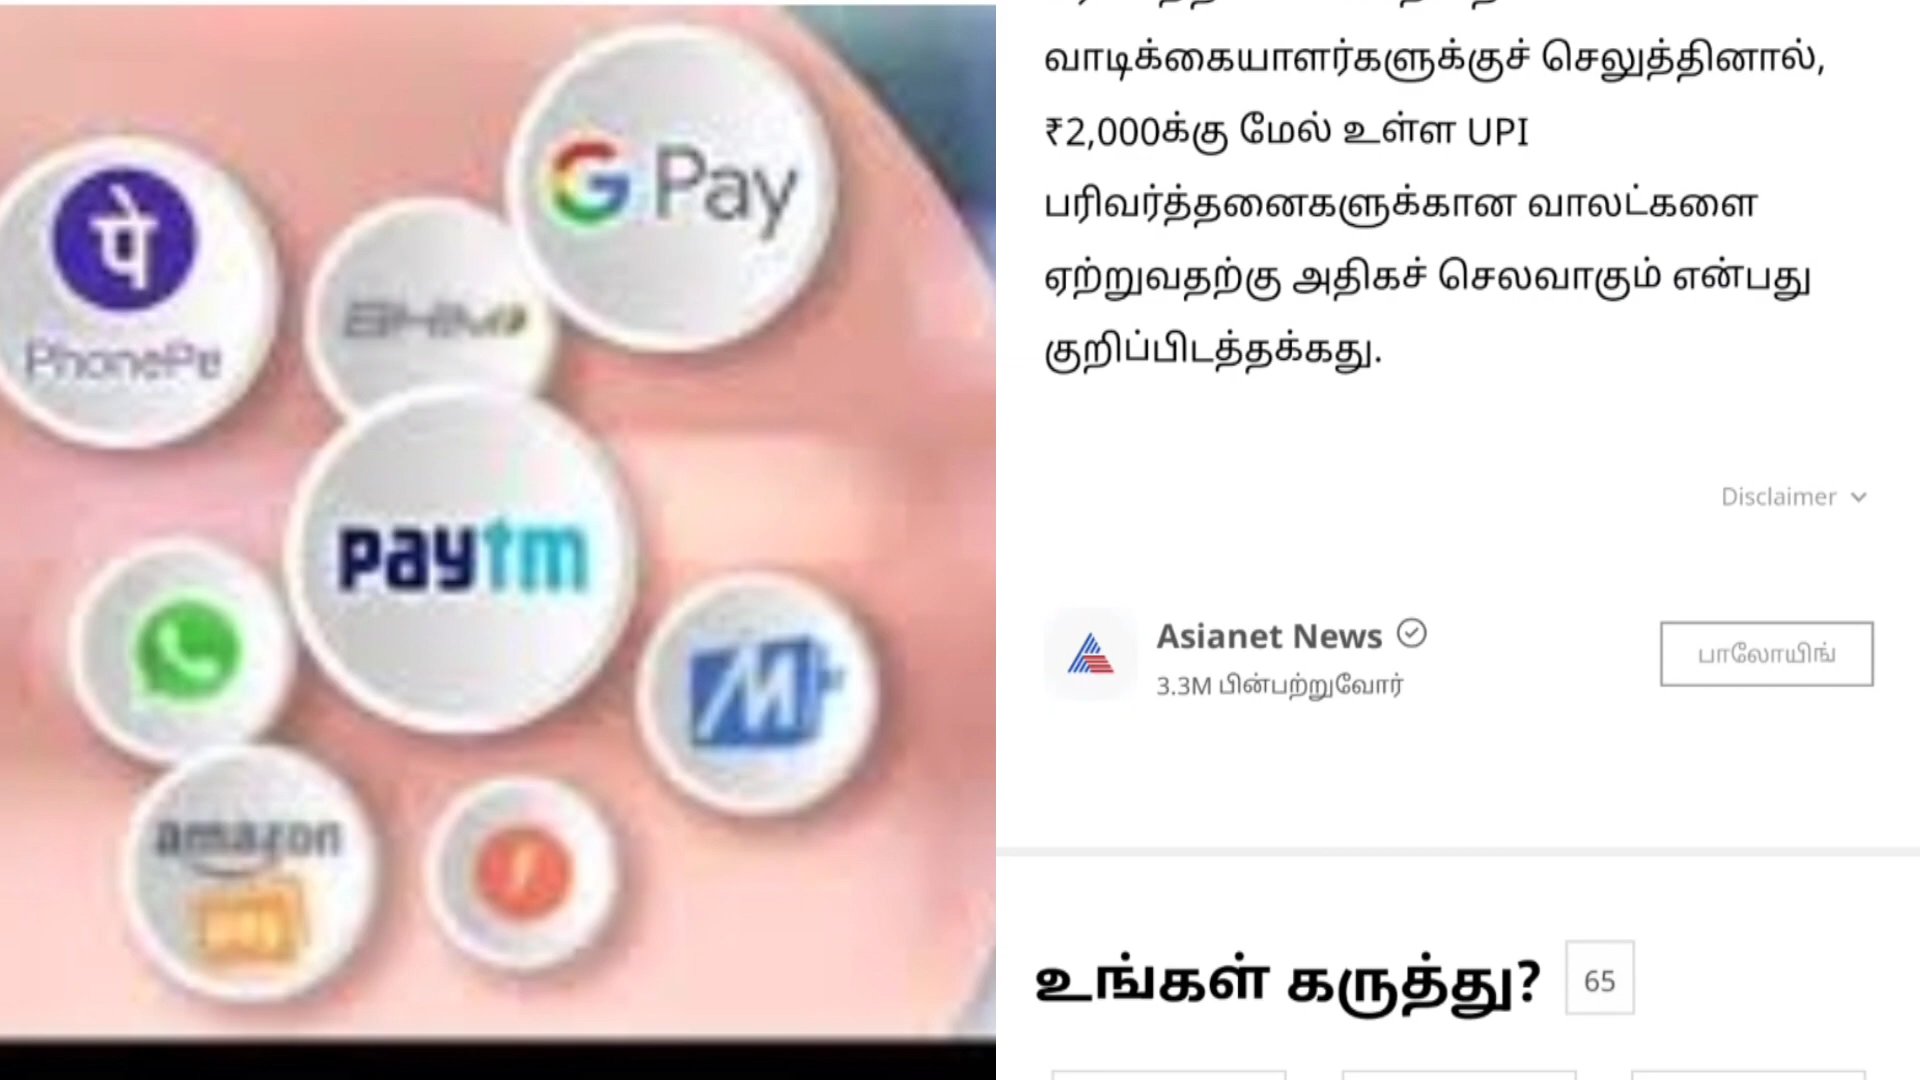 G Pay
पे
PhonePe
BHIM
paytm
M
amazon
pay
வாடிக்கையாளர்களுக்குச் செலுத்தினால்,
₹2,000க்கு மேல் உள்ள UPI
பரிவர்த்தனைகளுக்கான வாலட்களை
ஏற்றுவதற்கு அதிகச் செலவாகும் என்பது
குறிப்பிடத்தக்கது.
Disclaimer
Asianet News
3.3M பின்பற்றுவோர்
பாலோயிங்
உங்கள் கருத்து? 65